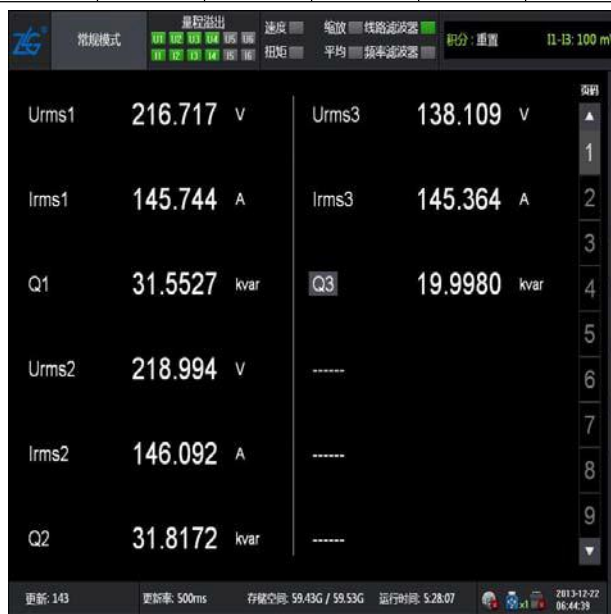 ZLG 常规模式 量程溢出 速度 缩放 线路滤波器 积分 : 重置 I1-I3: 100 m
U1 U2 U3 U4 U5 U6
I1 I2 I3 I4 I5 I6 扭矩 平均 频率滤波器
页码
Urms1 216.717 V Urms3 138.109 V
1
Irms1 145.744 A Irms3 145.364 A 2
3
Q1 31.5527 kvar Q3 19.9980 kvar 4
5
Urms2 218.994 V ------ 6
7
Irms2 146.092 A ------ 8
9
Q2 31.8172 kvar ------
更新: 143 更新率: 500ms 存储空间: 59.43G / 59.53G 运行时间: 5:28:07 x1 2013-12-22
06:44:39